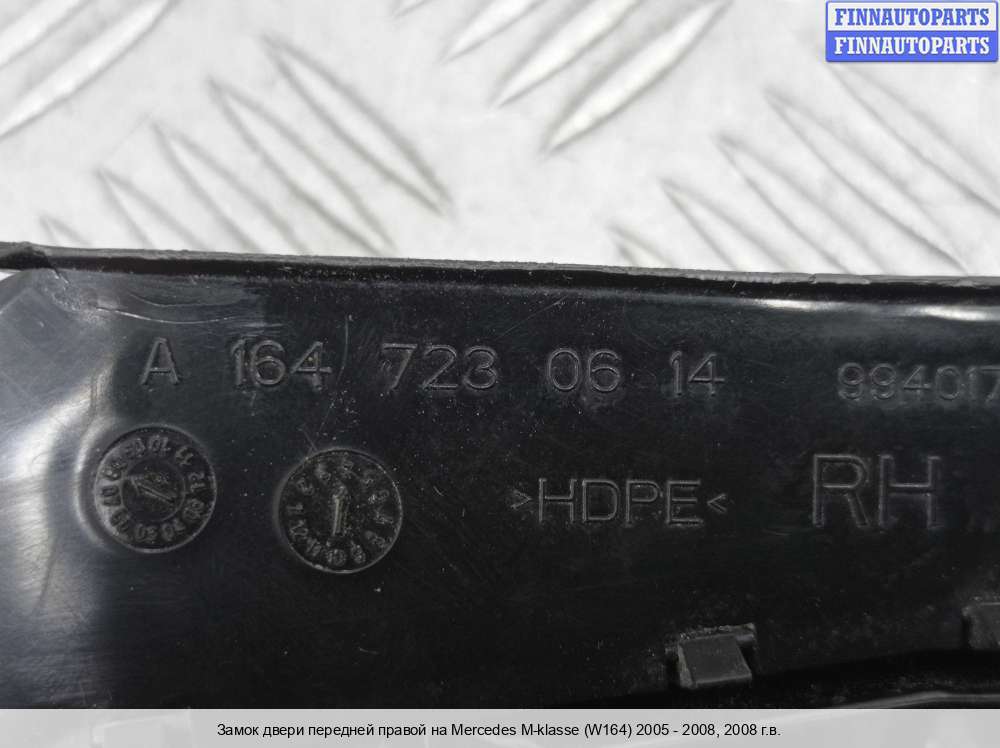 FINNAUTOPARTS
FINNAUTOPARTS
A 164 723 06 14 994017
>HDPE< RH
Замок двери передней правой на Mercedes M-klasse (W164) 2005 - 2008, 2008 г.в.